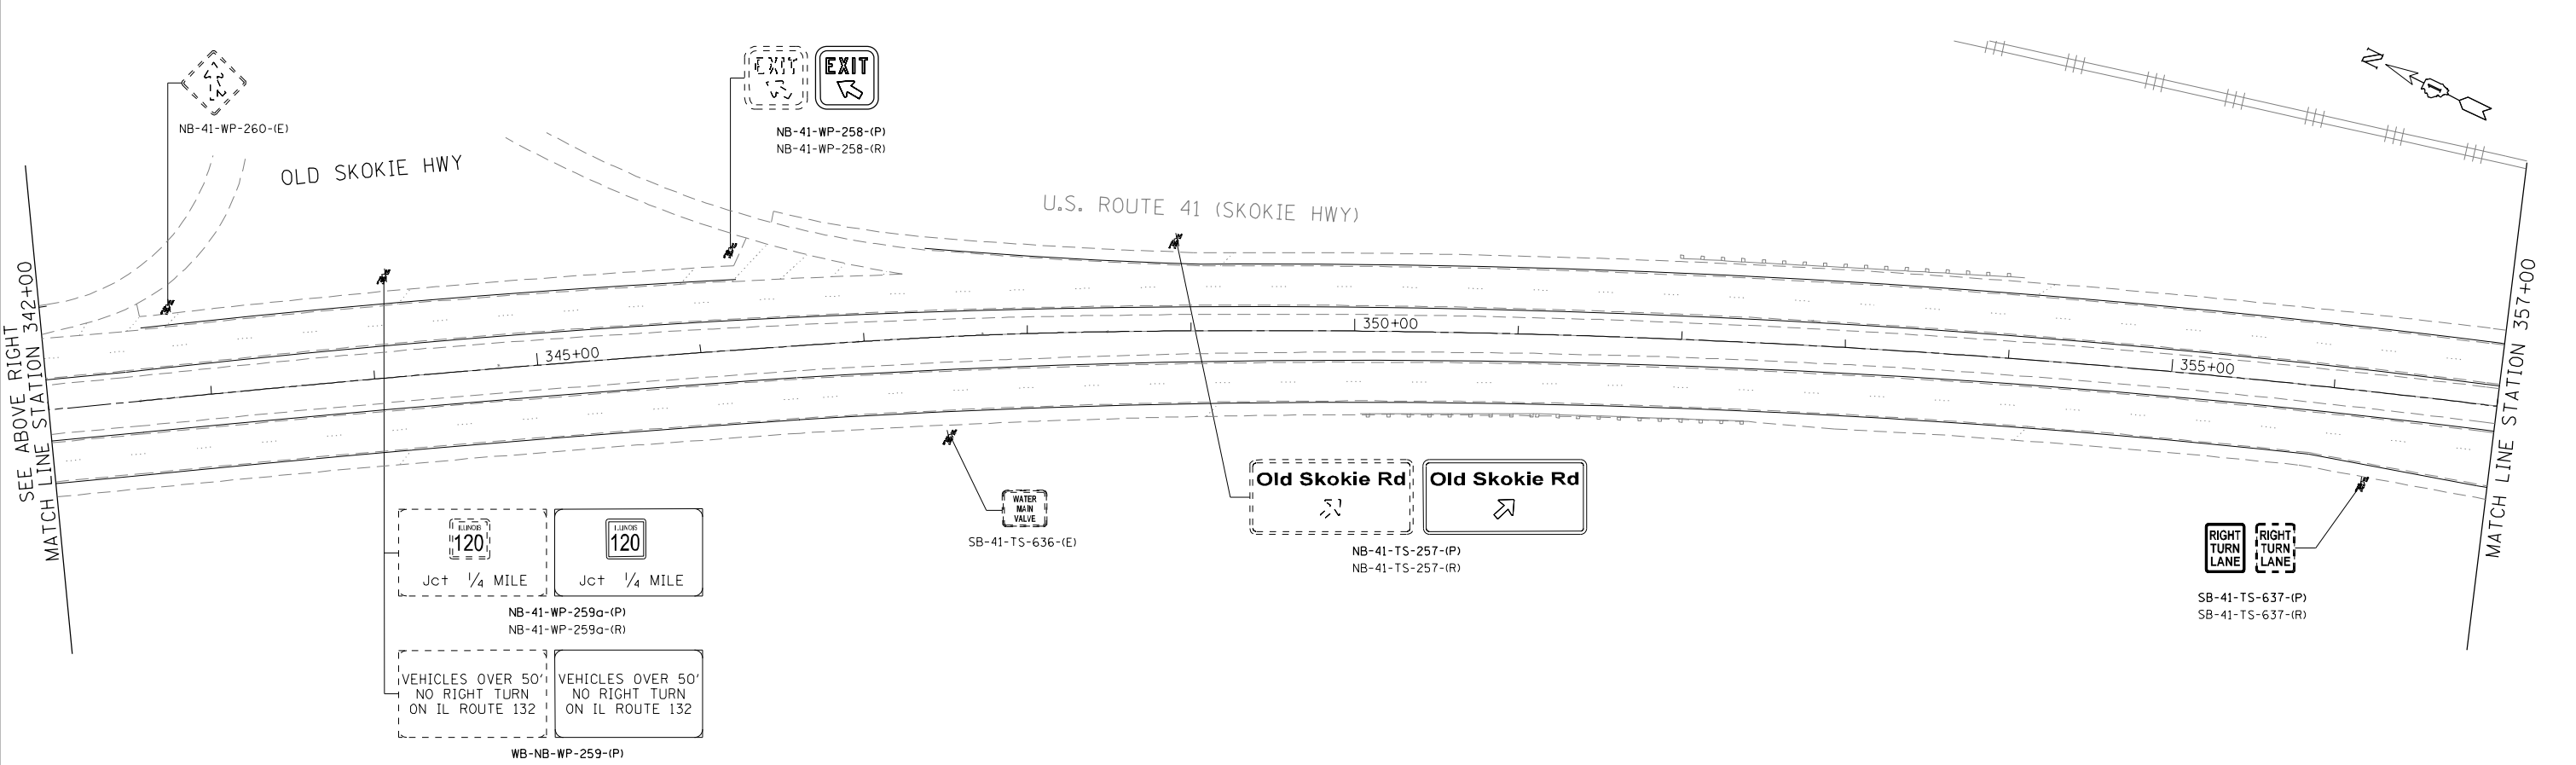 NB-41-WP-260-(E)
OLD SKOKIE HWY
EXIT
EXIT
NB-41-WP-258-(P)
NB-41-WP-258-(R)
U.S. ROUTE 41 (SKOKIE HWY)
N
SEE ABOVE RIGHT
MATCH LINE STATION 342+00
345+00
350+00
355+00
MATCH LINE STATION 357+00
ILLINOIS
120
Jct 1/4 MILE
ILLINOIS
120
Jct 1/4 MILE
NB-41-WP-259a-(P)
NB-41-WP-259a-(R)
VEHICLES OVER 50'
NO RIGHT TURN
ON IL ROUTE 132
VEHICLES OVER 50'
NO RIGHT TURN
ON IL ROUTE 132
WB-NB-WP-259-(P)
WATER
MAIN
VALVE
SB-41-TS-636-(E)
Old Skokie Rd
Old Skokie Rd
NB-41-TS-257-(P)
NB-41-TS-257-(R)
RIGHT
TURN
LANE
RIGHT
TURN
LANE
SB-41-TS-637-(P)
SB-41-TS-637-(R)